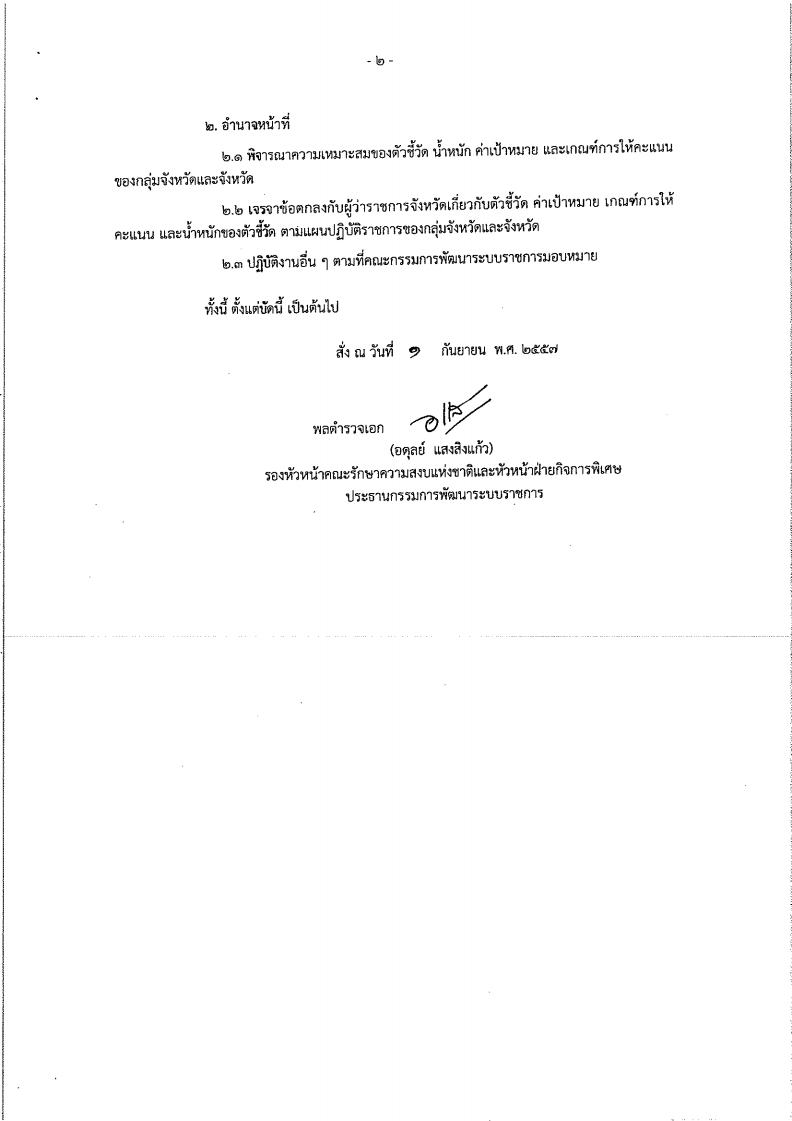 - ๒ -
๒. อำนาจหน้าที่
๒.๑ พิจารณาความเหมาะสมของตัวชี้วัด น้ำหนัก ค่าเป้าหมาย และเกณฑ์การให้คะแนน
ของกลุ่มจังหวัดและจังหวัด
๒.๒ เจรจาข้อตกลงกับผู้ว่าราชการจังหวัดเกี่ยวกับตัวชี้วัด ค่าเป้าหมาย เกณฑ์การให้
คะแนน และน้ำหนักของตัวชี้วัด ตามแผนปฏิบัติราชการของกลุ่มจังหวัดและจังหวัด
๒.๓ ปฏิบัติงานอื่น ๆ ตามที่คณะกรรมการพัฒนาระบบราชการมอบหมาย
ทั้งนี้ ตั้งแต่บัดนี้ เป็นต้นไป
สั่ง ณ วันที่ ๑ กันยายน พ.ศ. ๒๕๕๗
พลตำรวจเอก
(อดุลย์ แสงสิงแก้ว)
รองหัวหน้าคณะรักษาความสงบแห่งชาติและหัวหน้าฝ่ายกิจการพิเศษ
ประธานกรรมการพัฒนาระบบราชการ